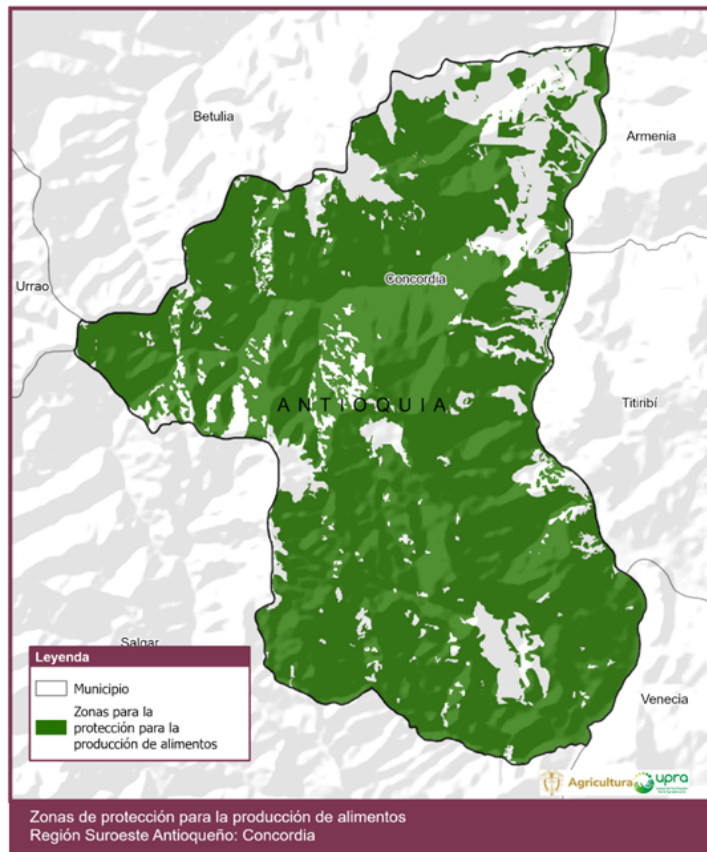 Betulia
Armenia
Urrao
Concordia
ANTIOQUIA
Titiribí
Salgar
Venecia
Leyenda
Municipio
Zonas para la
protección para la
producción de alimentos
Agricultura upra
Zonas de protección para la producción de alimentos
Región Suroeste Antioqueño: Concordia